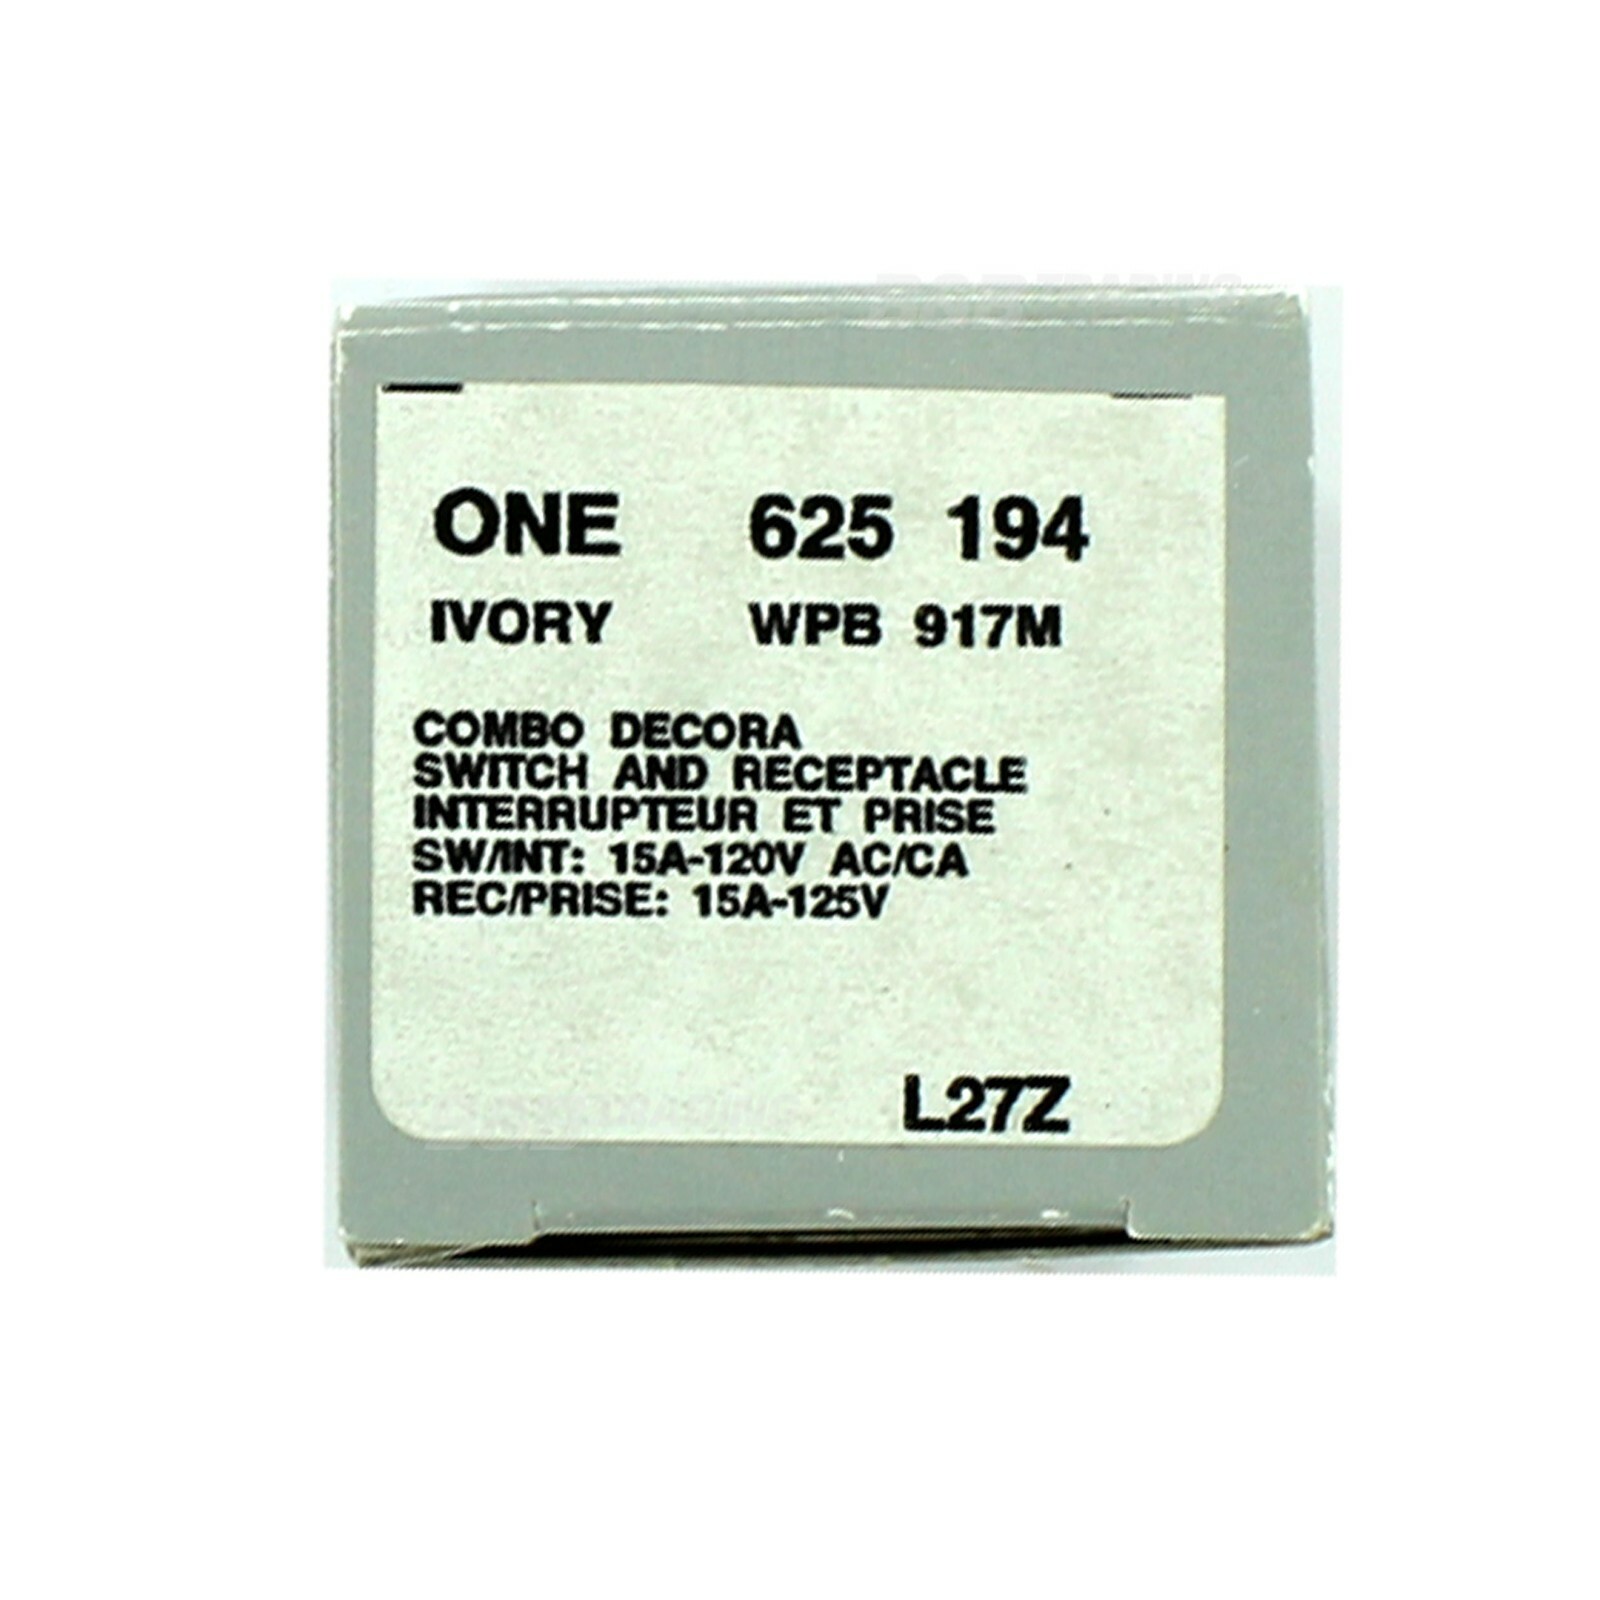 ONE 625 194
IVORY WPB 917M
COMBO DECORA
SWITCH AND RECEPTACLE
INTERRUPTEUR ET PRISE
SW/INT: 15A-120V AC/CA
REC/PRISE: 15A-125V
L27Z